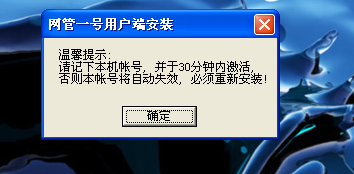 网管一号用户端安装
温馨提示:
请记下本机帐号, 并于30分钟内激活,
否则本帐号将自动失效, 必须重新安装!
确定